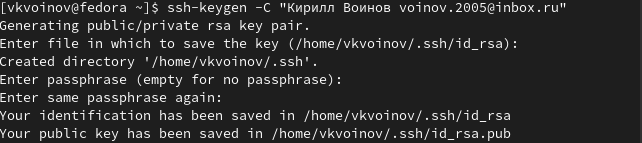 [vkvoinov@fedora ~]$ ssh-keygen -C "Кирилл Воинов voinov.2005@inbox.ru"
Generating public/private rsa key pair.
Enter file in which to save the key (/home/vkvoinov/.ssh/id_rsa):
Created directory '/home/vkvoinov/.ssh'.
Enter passphrase (empty for no passphrase):
Enter same passphrase again:
Your identification has been saved in /home/vkvoinov/.ssh/id_rsa
Your public key has been saved in /home/vkvoinov/.ssh/id_rsa.pub